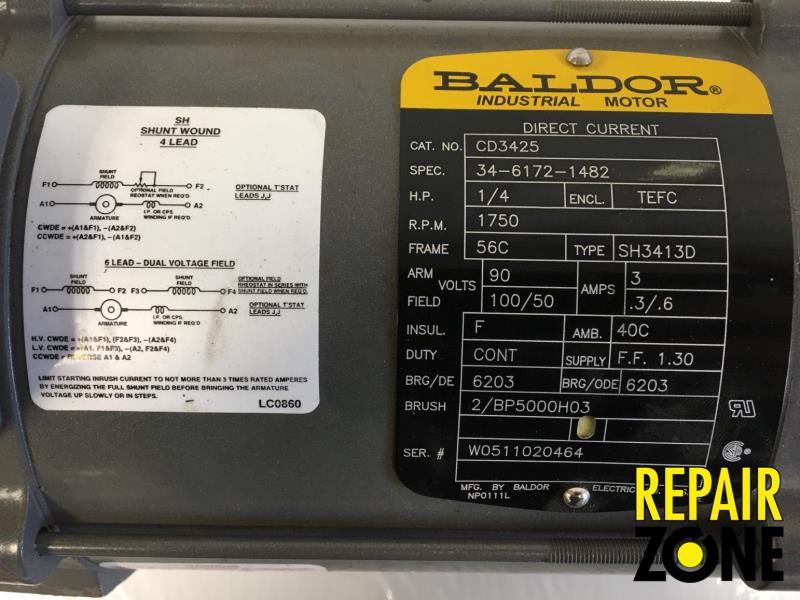 SH
SHUNT WOUND
4 LEAD
SHUNT
FIELD
F1 F2
OPTIONAL FIELD
RHEOSTAT WHEN REQ'D.
OPTIONAL T'STAT
LEADS J,J
A1 A2
ARMATURE
I.P. OR CPS.
WINDING IF REQ'D
CWDE = +(A1&F1), -(A2&F2)
CCWDE = +(A2&F1), -(A1&F2)
6 LEAD - DUAL VOLTAGE FIELD
SHUNT
FIELD
SHUNT
FIELD
F1 F2 F3 F4
OPTIONAL FIELD
RHEOSTAT IN SERIES WITH
SHUNT FIELD WHEN REQ'D.
A1 A2
ARMATURE
I.P. OR CPS.
WINDING IF REQ'D
OPTIONAL T'STAT
LEADS J,J
H.V. CWDE = +(A1&F1), (F2&F3), -(A2&F4)
L.V. CWDE = +(A1, F1&F3), -(A2, F2&F4)
CCWDE = REVERSE A1 & A2
LIMIT STARTING INRUSH CURRENT TO NOT MORE THAN 3 TIMES RATED AMPERES
BY ENERGIZING THE FULL SHUNT FIELD BEFORE BRINGING THE ARMATURE
VOLTAGE UP SLOWLY OR IN STEPS.
LC0860
BALDOR®
INDUSTRIAL MOTOR
DIRECT CURRENT
CAT. NO. CD3425
SPEC. 34-6172-1482
H.P. 1/4 ENCL. TEFC
R.P.M. 1750
FRAME 56C TYPE SH3413D
ARM VOLTS 90 AMPS 3
FIELD 100/50 .3/.6
INSUL. F AMB. 40C
DUTY CONT SUPPLY F.F. 1.30
BRG/DE 6203 BRG/ODE 6203
BRUSH 2/BP5000H03
SER. # W0511020464
MFG. BY BALDOR ELECTRIC
NP0111L
REPAIR
ZONE